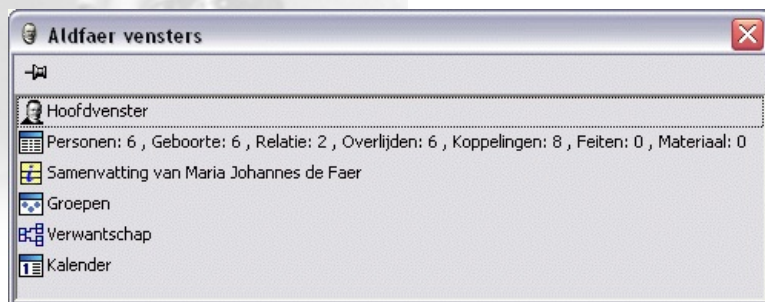 Aldfaer vensters
Hoofdvenster
Personen: 6 , Geboorte: 6 , Relatie: 2 , Overlijden: 6 , Koppelingen: 8 , Feiten: 0 , Materiaal: 0
Samenvatting van Maria Johannes de Faer
Groepen
Verwantschap
Kalender